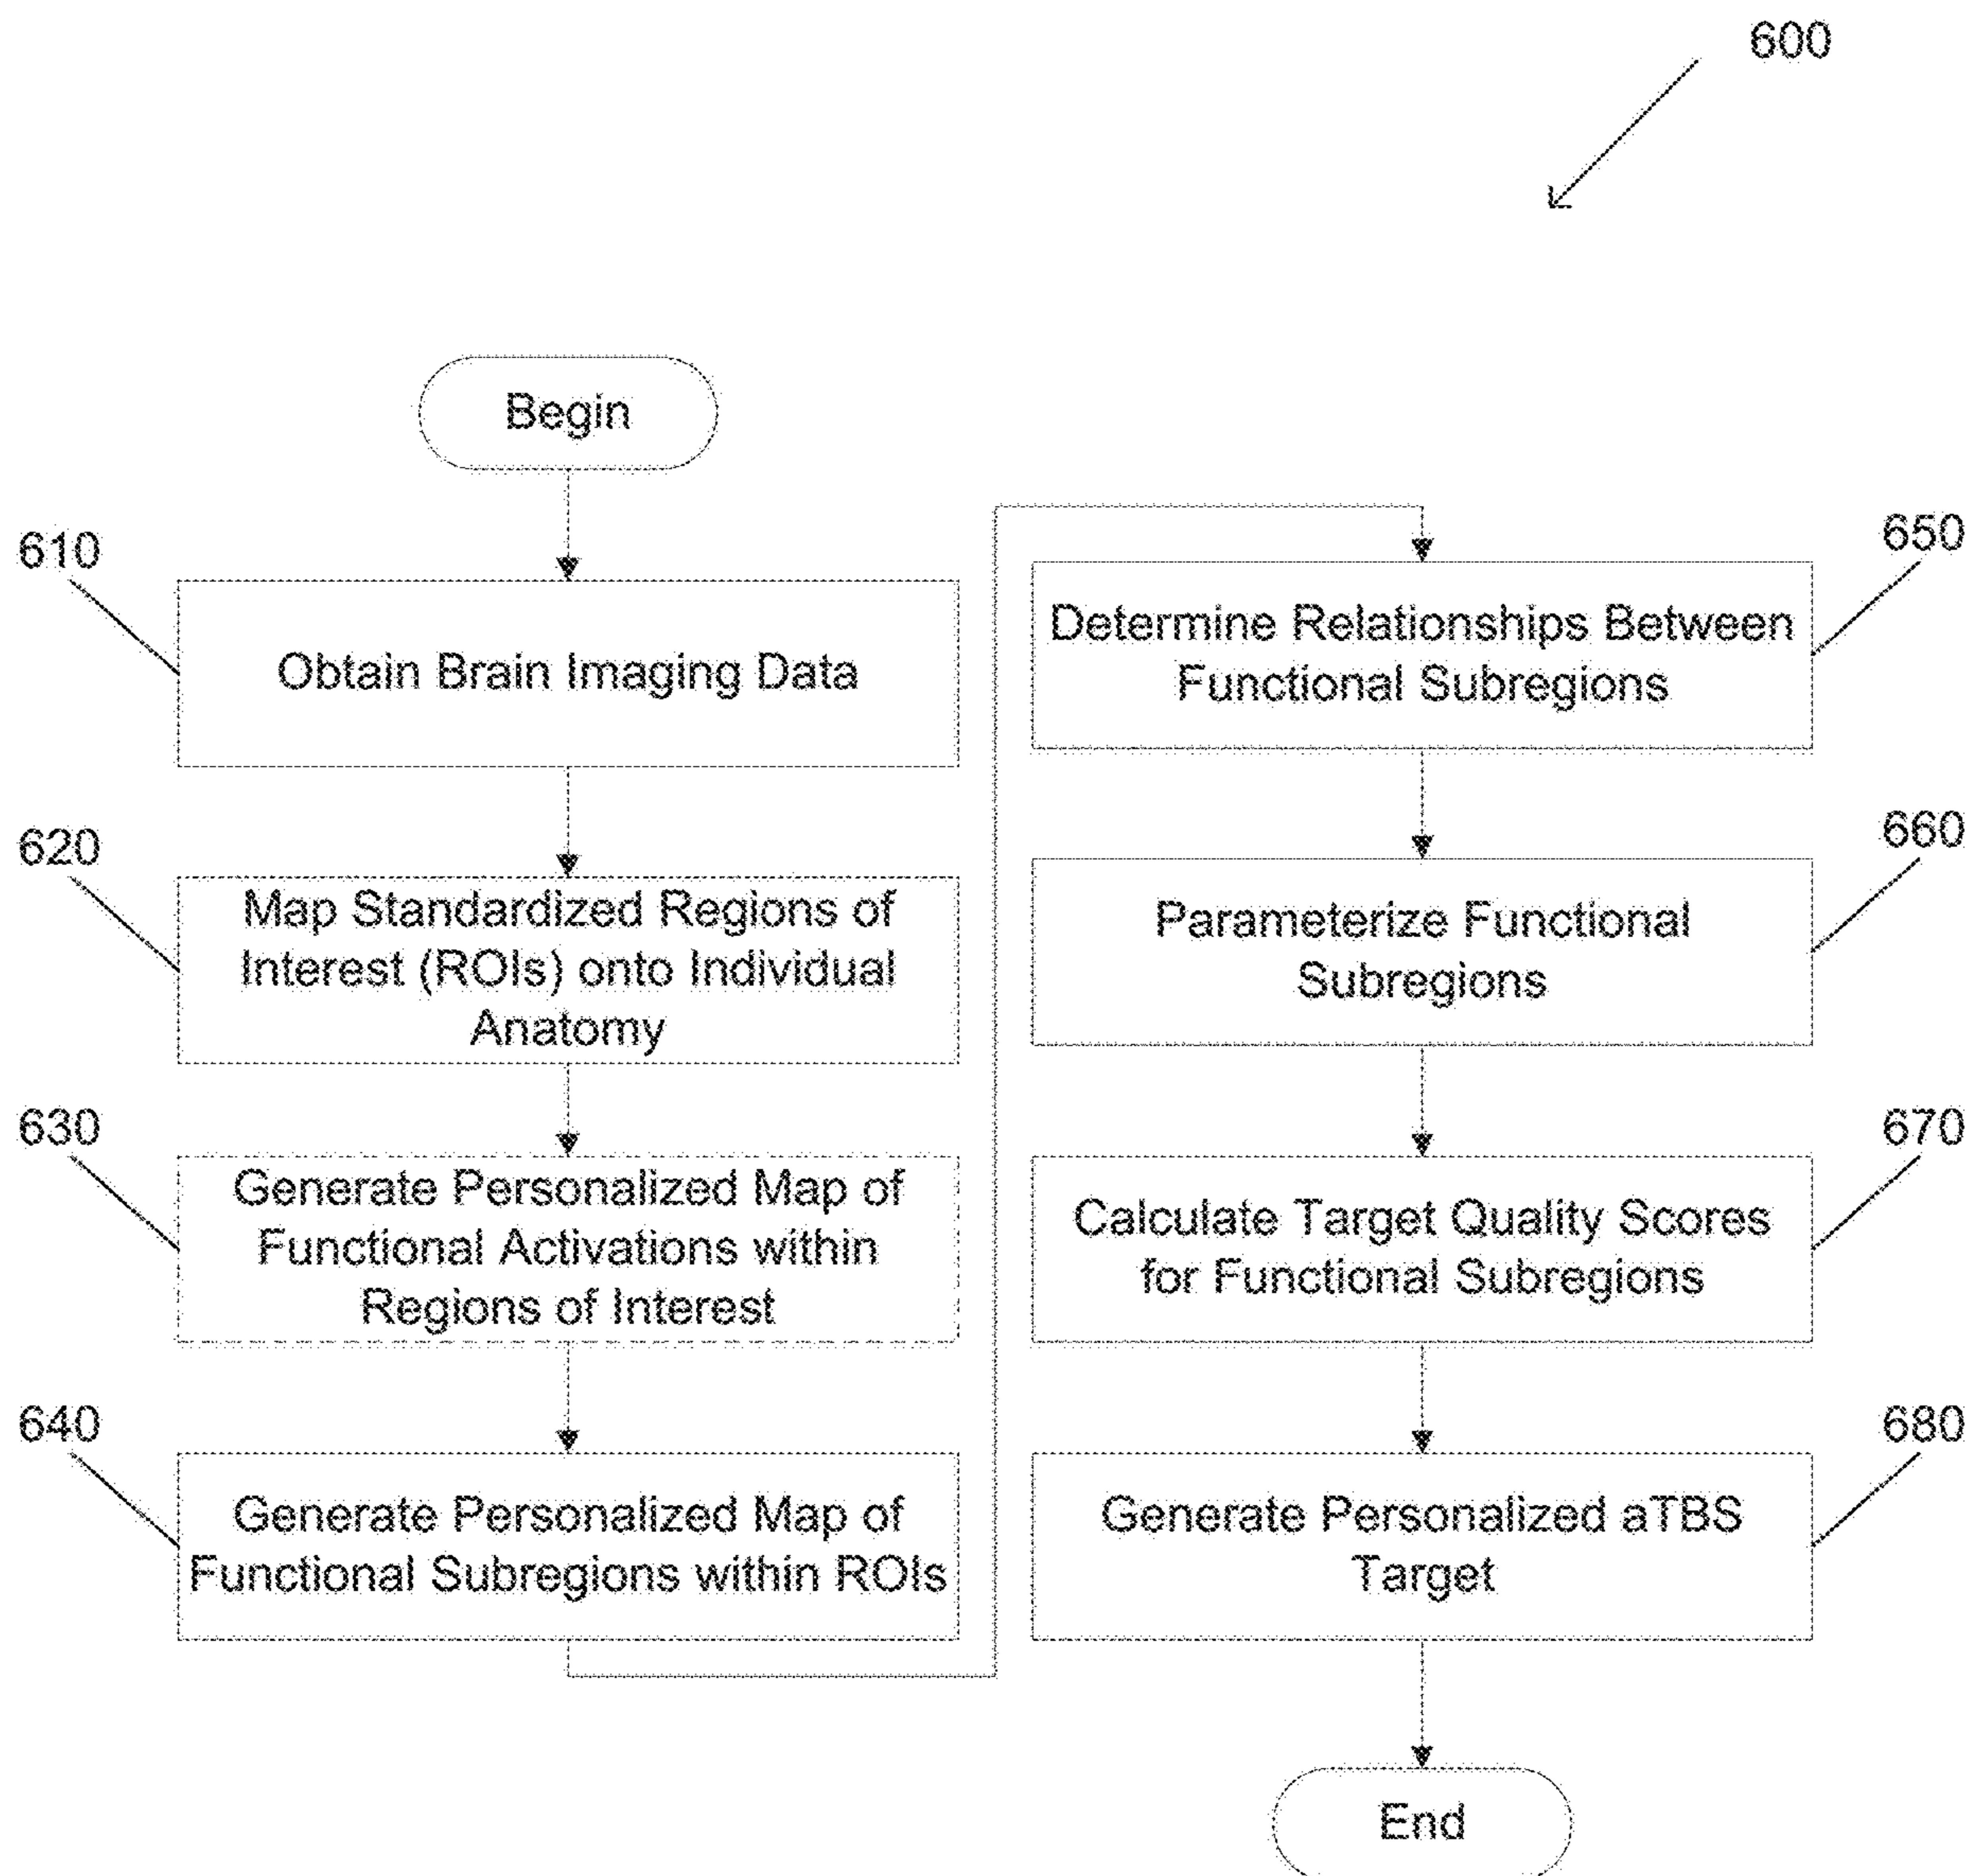 600
Begin
610
Obtain Brain Imaging Data
620
Map Standardized Regions of
Interest (ROIs) onto Individual
Anatomy
630
Generate Personalized Map of
Functional Activations within
Regions of Interest
640
Generate Personalized Map of
Functional Subregions within ROIs
650
Determine Relationships Between
Functional Subregions
660
Parameterize Functional
Subregions
670
Calculate Target Quality Scores
for Functional Subregions
680
Generate Personalized aTBS
Target
End